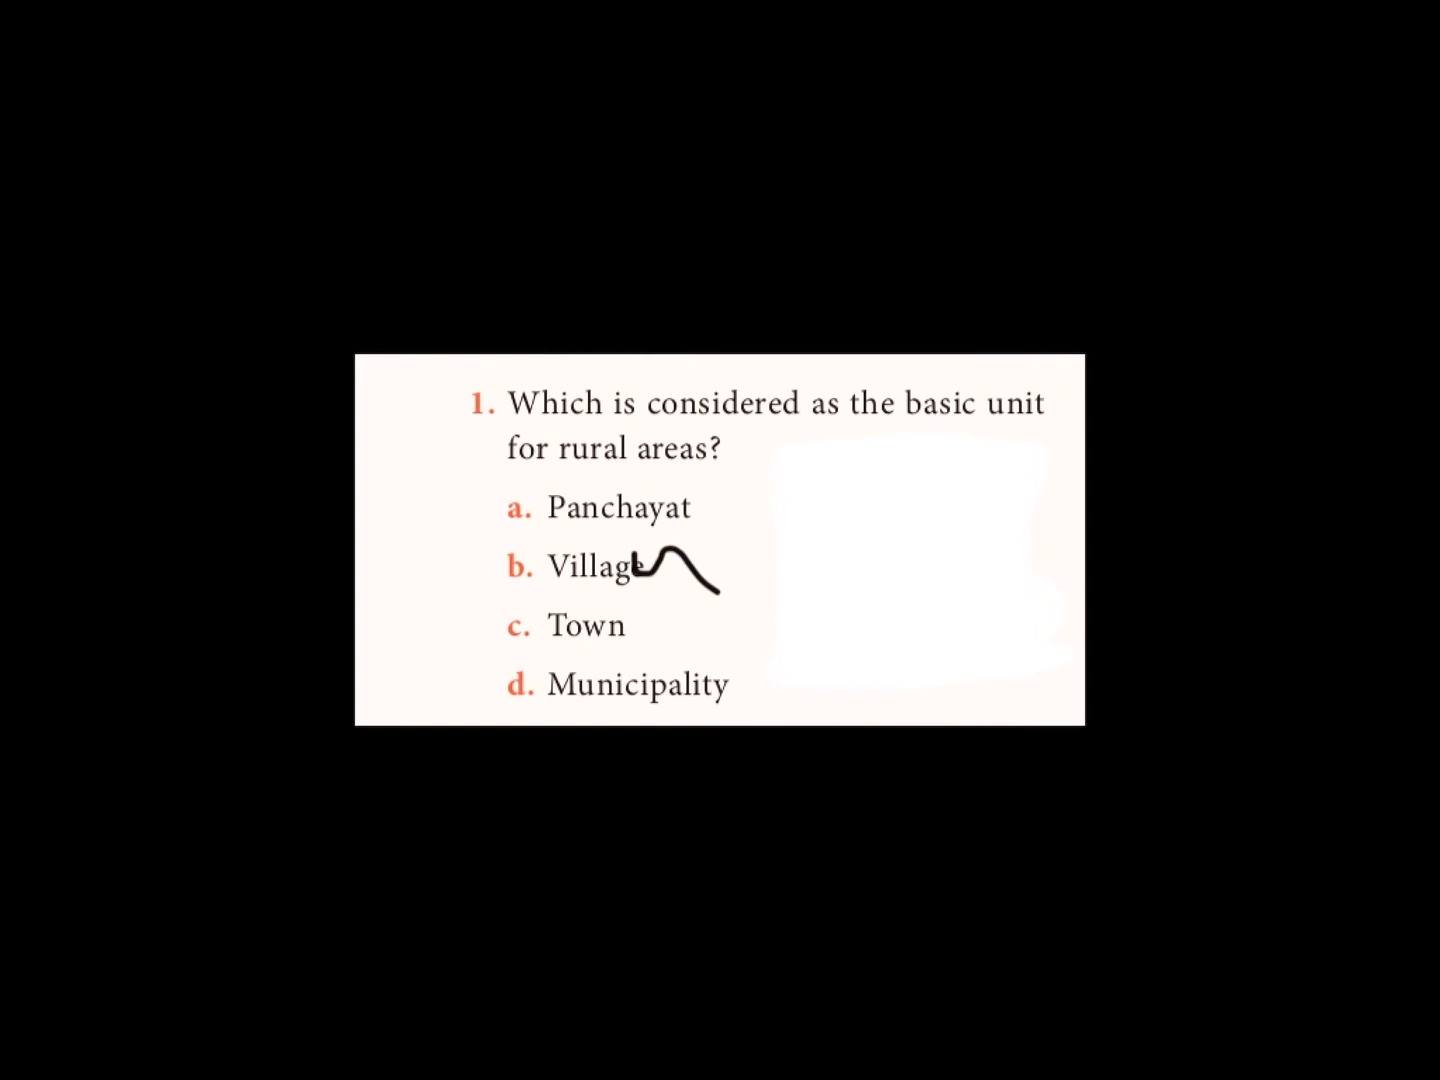 1. Which is considered as the basic unit
for rural areas?
a. Panchayat
b. Village
c. Town
d. Municipality